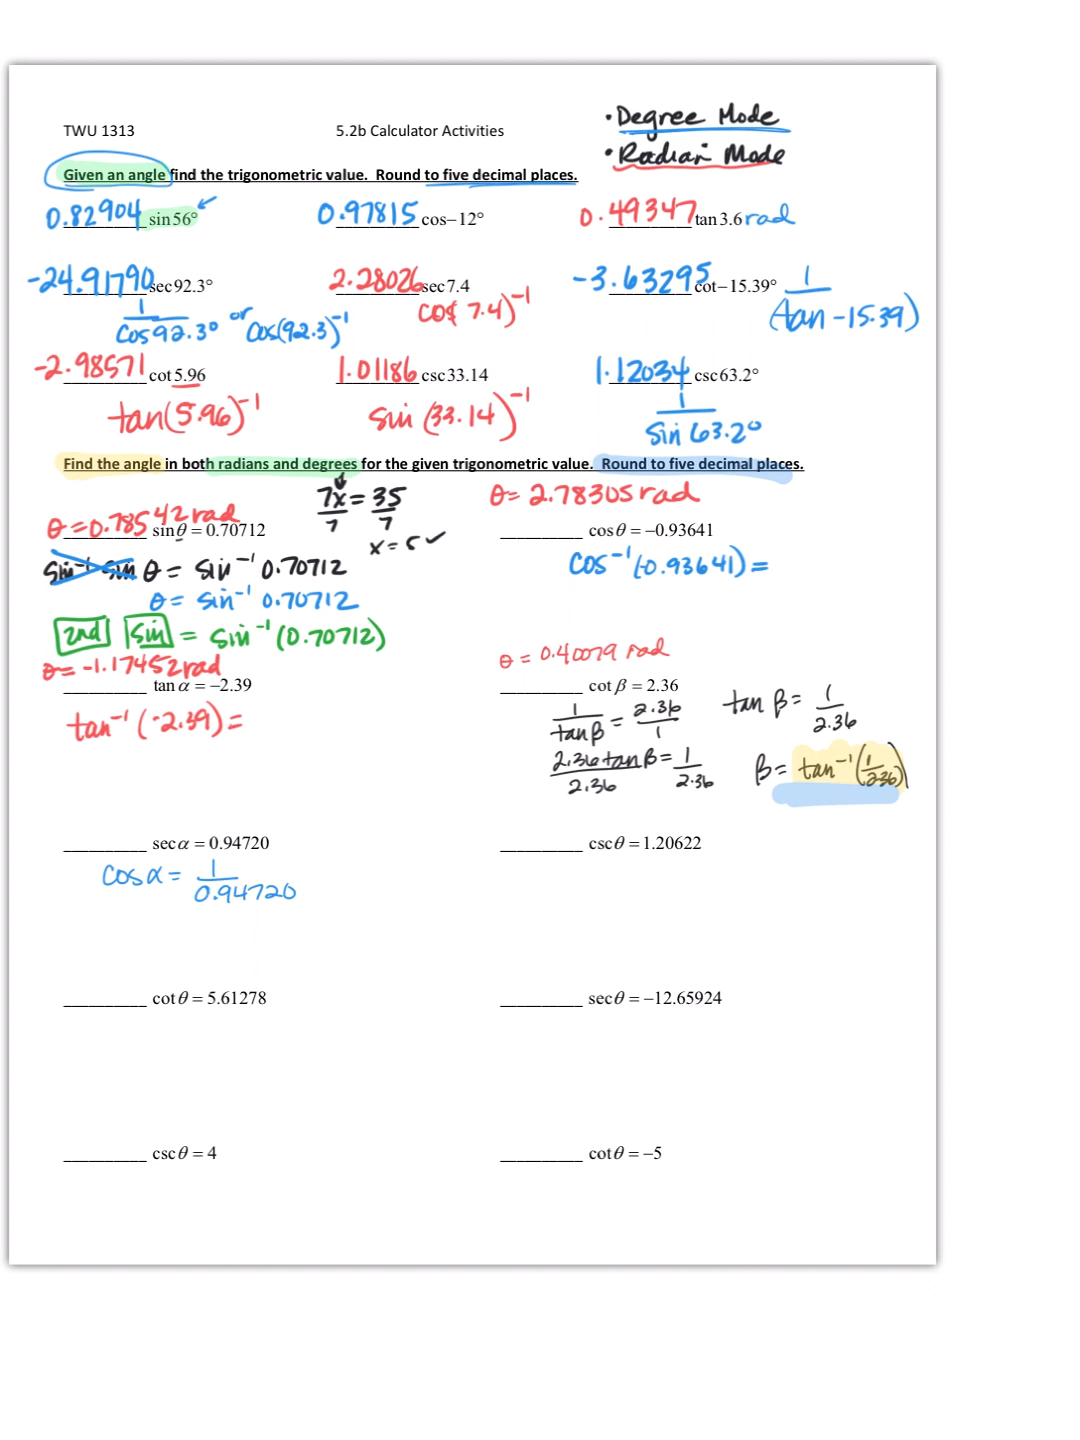 TWU 1313 5.2b Calculator Activities
• Degree Mode
• Radian Mode
Given an angle find the trigonometric value. Round to five decimal places.
0.82904 sin 56° 0.97815 cos−12° 0.49347 tan 3.6 rad
-24.91790 sec 92.3° 2.28026 sec 7.4 -3.63295 cot−15.39° 1/(tan -15.39)
1/cos 92.3° or cos(92.3)^-1 cos(7.4)^-1
-2.98571 cot 5.96 1.01186 csc 33.14 1.12034 csc 63.2°
tan(5.96)^-1 sin(33.14)^-1 1/sin 63.2°
Find the angle in both radians and degrees for the given trigonometric value. Round to five decimal places.
7x/7 = 35/7
x = 5 ✓
θ = 0.78542 rad sin θ = 0.70712
θ = 2.78305 rad cos θ = −0.93641
sin^-1 sin θ = sin^-1 0.70712
cos^-1(-0.93641) =
θ = sin^-1 0.70712
2nd sin = sin^-1(0.70712)
θ = -1.17452 rad tan α = −2.39
θ = 0.40079 rad cot β = 2.36
tan^-1(-2.39) =
1/tan β = 2.36/1 tan β = 1/2.36
2.36 tan β/2.36 = 1/2.36 β = tan^-1(1/2.36)
sec α = 0.94720 csc θ = 1.20622
cos α = 1/0.94720
cot θ = 5.61278 sec θ = −12.65924
csc θ = 4 cot θ = −5